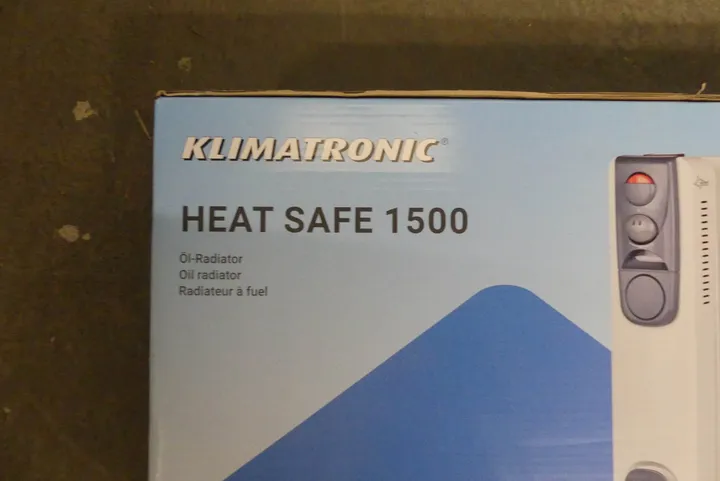 KLIMATRONIC®
HEAT SAFE 1500
Öl-Radiator
Oil radiator
Radiateur à fuel